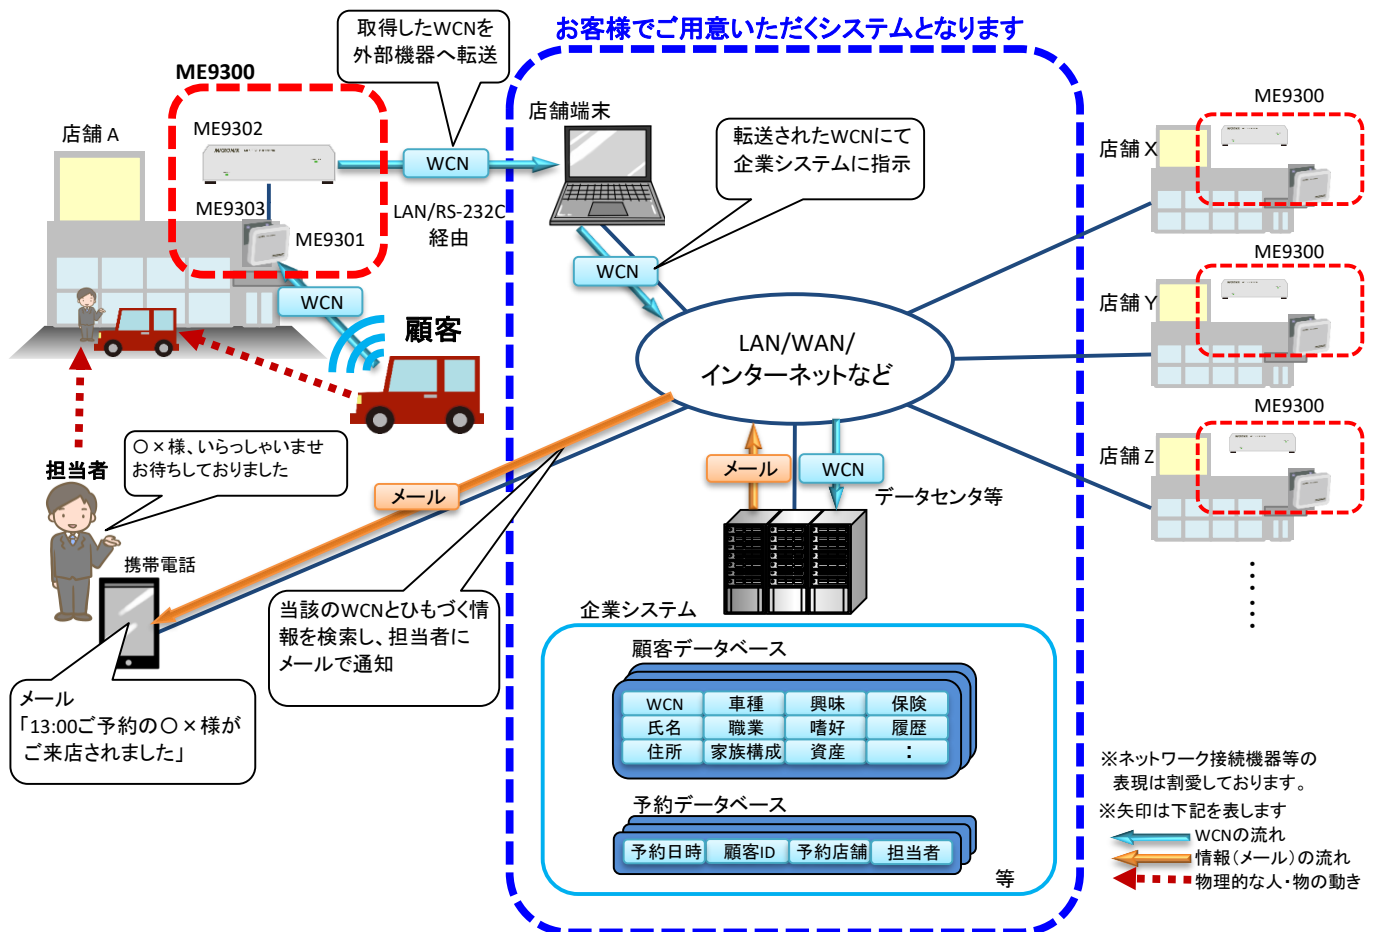 お客様でご用意いただくシステムとなります
取得したWCNを
外部機器へ転送
ME9300
店舗 A
ME9302
ME9303
ME9301
WCN
LAN/RS-232C
経由
店舗端末
転送されたWCNにて
企業システムに指示
WCN
WCN
顧客
LAN/WAN/
インターネットなど
ME9300
店舗 X
ME9300
店舗 Y
ME9300
店舗 Z
〇×様、いらっしゃいませ
お待ちしておりました
担当者
携帯電話
メール
メール
WCN
データセンタ等
当該のWCNとひもづく情
報を検索し、担当者に
メールで通知
メール
「13:00ご予約の〇×様が
ご来店されました」
企業システム
顧客データベース
WCN 車種 興味 保険
氏名 職業 嗜好 履歴
住所 家族構成 資産 :
予約データベース
予約日時 顧客ID 予約店舗 担当者
等
※ネットワーク接続機器等の
表現は割愛しております。
※矢印は下記を表します
WCNの流れ
情報(メール)の流れ
物理的な人・物の動き